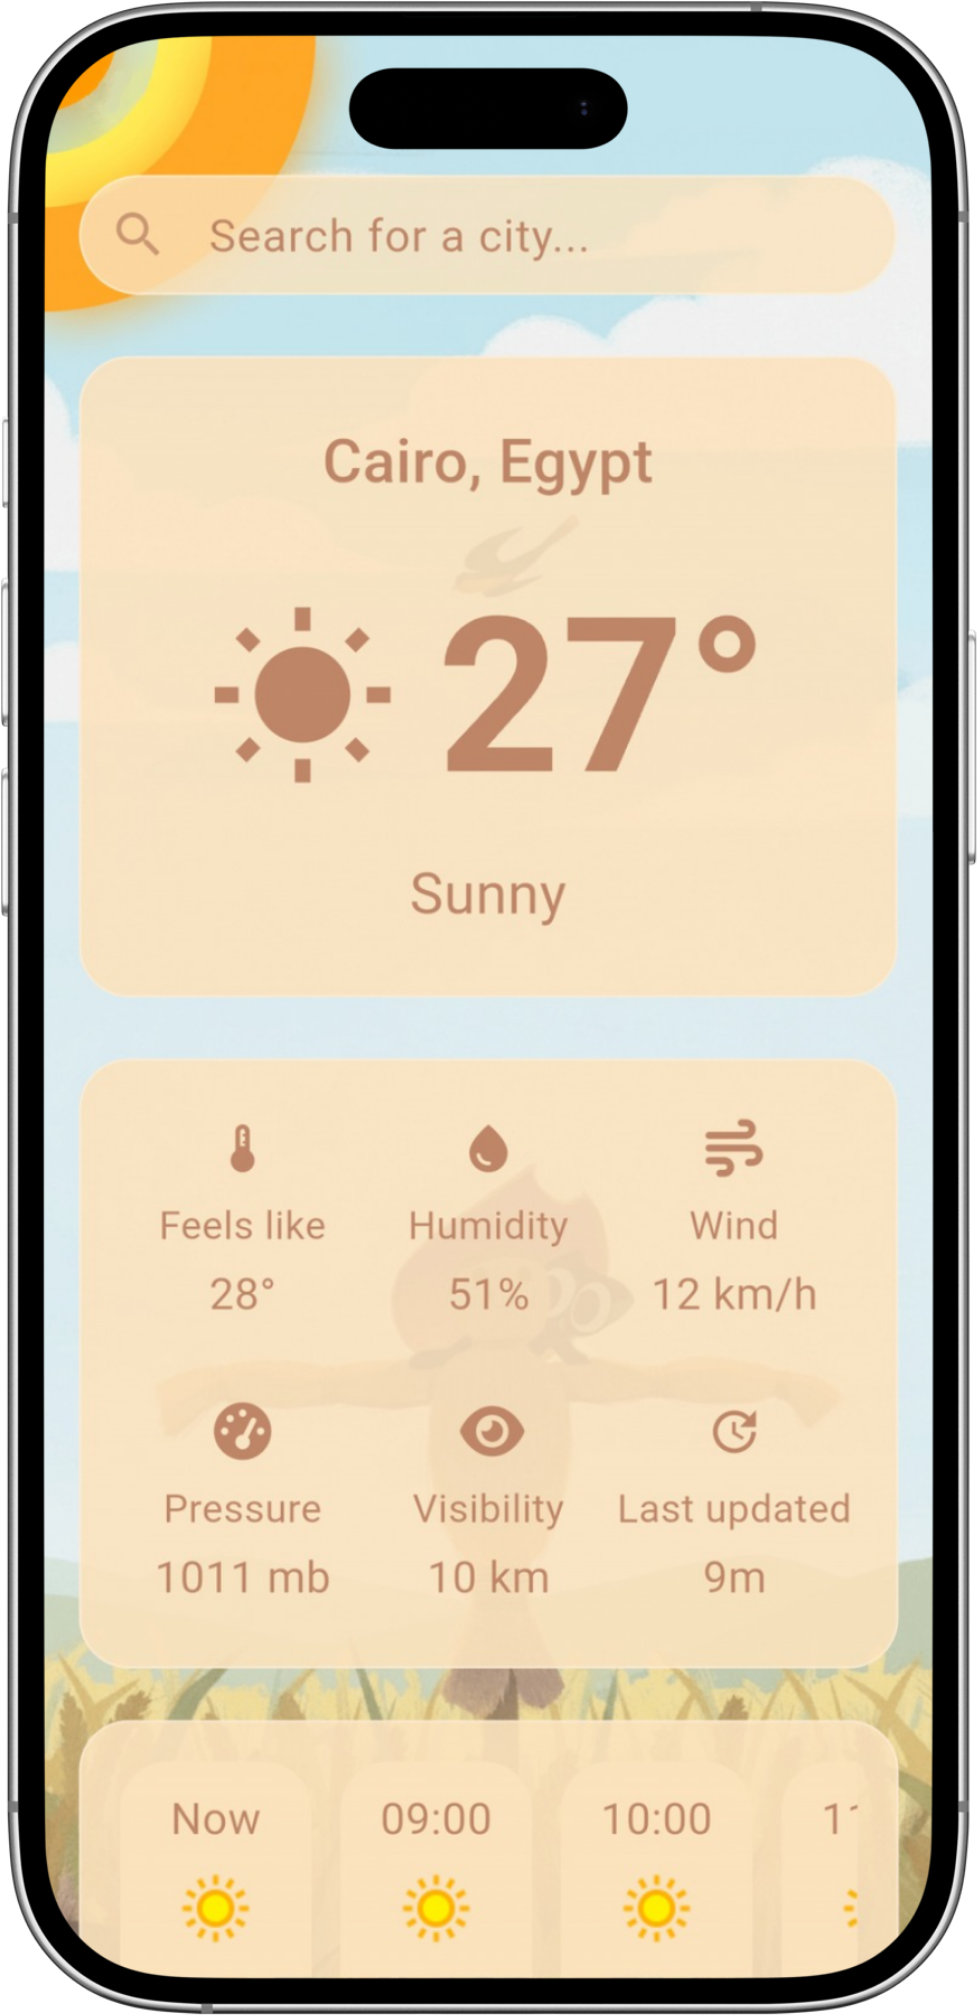 Search for a city...
Cairo, Egypt
27°
Sunny
Feels like Humidity Wind
28° 51% 12 km/h
Pressure Visibility Last updated
1011 mb 10 km 9m
Now 09:00 10:00